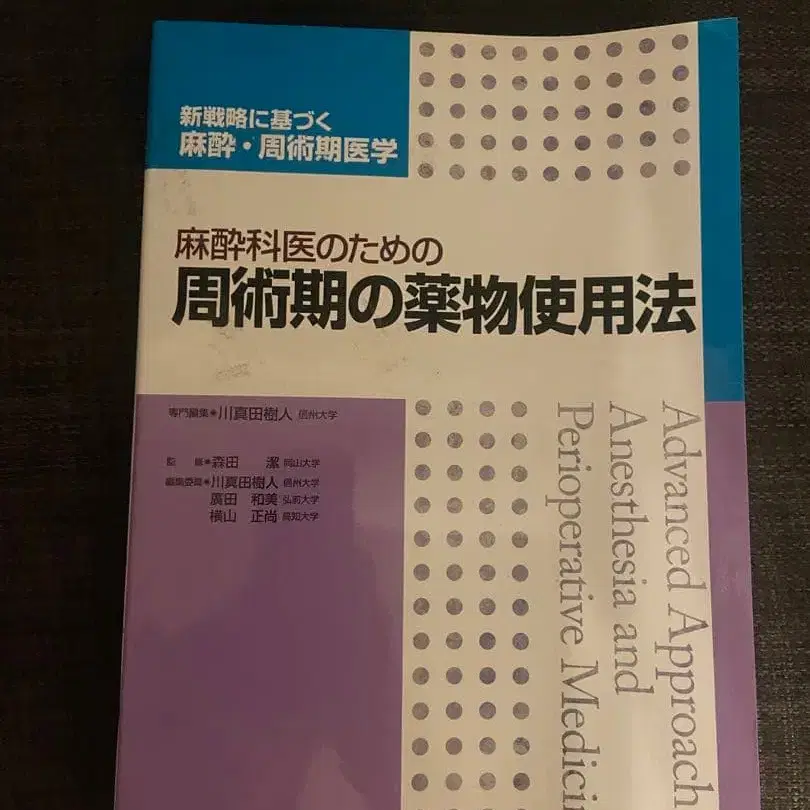 新戦略に基づく
麻酔・周術期医学
麻酔科医のための
周術期の薬物使用法
専門編集●川真田樹人 信州大学
監 修●森田 潔 岡山大学
編集委員●川真田樹人 信州大学
廣田 和美 弘前大学
横山 正尚 高知大学
Advanced Approach
Anesthesia and
Perioperative Medici